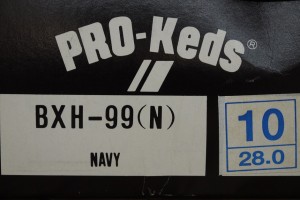 PRO-Keds®
BXH-99(N)
NAVY
10
28.0